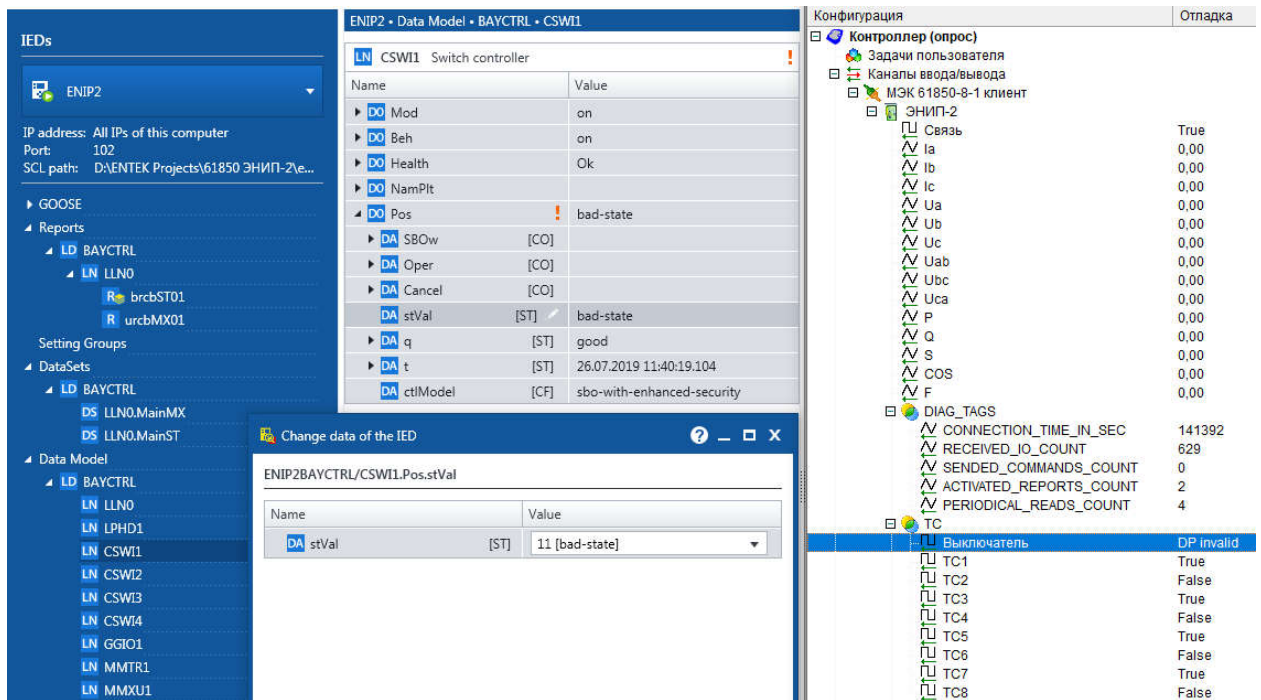 IEDs
ENIP2
IP address: All IPs of this computer
Port: 102
SCL path: D:\ENTEK Projects\61850 ЭНИП-2\e...
GOOSE
Reports
LD BAYCTRL
LN LLN0
R brcbST01
R urcbMX01
Setting Groups
DataSets
LD BAYCTRL
DS LLN0.MainMX
DS LLN0.MainST
Data Model
LD BAYCTRL
LN LLN0
LN LPHD1
LN CSWI1
LN CSWI2
LN CSWI3
LN CSWI4
LN GGIO1
LN MMTR1
LN MMXU1
ENIP2 • Data Model • BAYCTRL • CSWI1
LN CSWI1 Switch controller !
Name Value
DO Mod on
DO Beh on
DO Health Ok
DO NamPlt
DO Pos ! bad-state
DA SBOw [CO]
DA Oper [CO]
DA Cancel [CO]
DA stVal [ST] bad-state
DA q [ST] good
DA t [ST] 26.07.2019 11:40:19.104
DA ctlModel [CF] sbo-with-enhanced-security
Change data of the IED
ENIP2BAYCTRL/CSWI1.Pos.stVal
Name Value
DA stVal [ST] 11 [bad-state]
Конфигурация Отладка
Контроллер (опрос)
Задачи пользователя
Каналы ввода/вывода
МЭК 61850-8-1 клиент
ЭНИП-2
Связь True
Ia 0,00
Ib 0,00
Ic 0,00
Ua 0,00
Ub 0,00
Uc 0,00
Uab 0,00
Ubc 0,00
Uca 0,00
P 0,00
Q 0,00
S 0,00
COS 0,00
F 0,00
DIAG_TAGS
CONNECTION_TIME_IN_SEC 141392
RECEIVED_IO_COUNT 629
SENDED_COMMANDS_COUNT 0
ACTIVATED_REPORTS_COUNT 2
PERIODICAL_READS_COUNT 4
ТС
Выключатель DP invalid
ТС1 True
ТС2 False
ТС3 True
ТС4 False
ТС5 True
ТС6 False
ТС7 True
ТС8 False